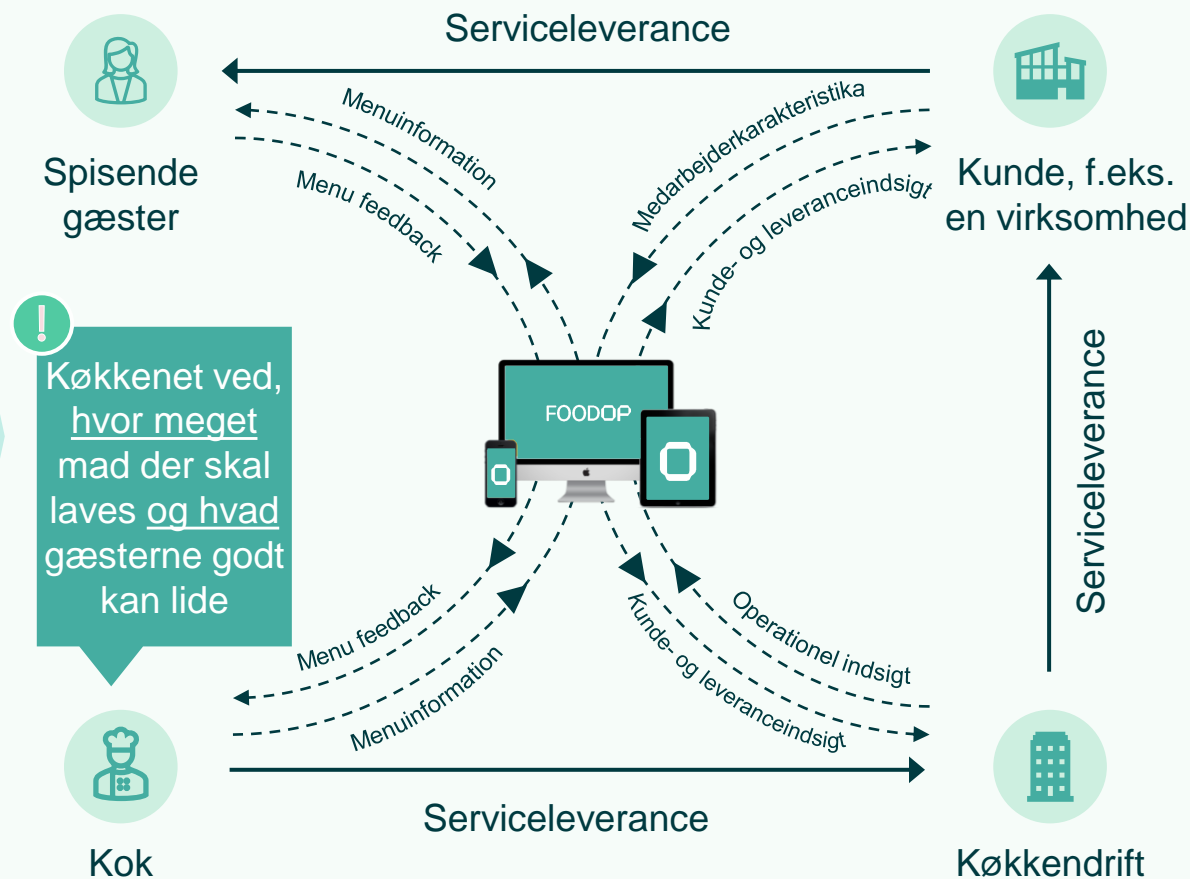 Serviceleverance
Spisende
gæster
Menuinformation
Menu feedback
Medarbejderkarakteristika
Kunde- og leveranceindsigt
Kunde, f.eks.
en virksomhed
!
Køkkenet ved,
hvor meget
mad der skal
laves og hvad
gæsterne godt
kan lide
FOODOP
Serviceleverance
Menu feedback
Menuinformation
Kunde- og leveranceindsigt
Operationel indsigt
Serviceleverance
Kok
Køkkendrift